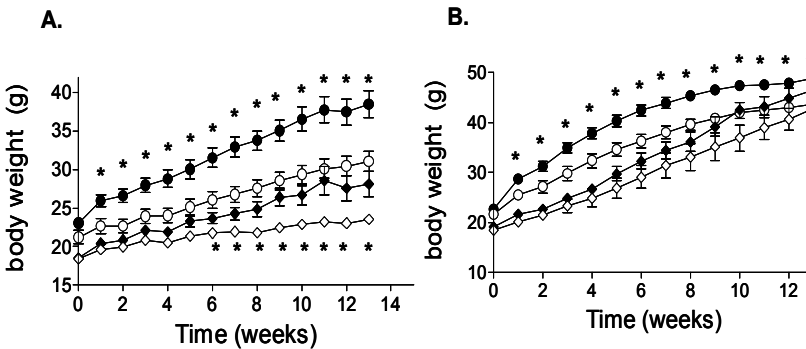 A.
* * * * * * * * * * * * *
40
35
30
25
20
15
body weight (g)
* * * * * * * *
0 2 4 6 8 10 12 14
Time (weeks)
B.
* * * * * * * * * * * *
50
40
30
20
10
body weight (g)
0 2 4 6 8 10 12
Time (weeks)